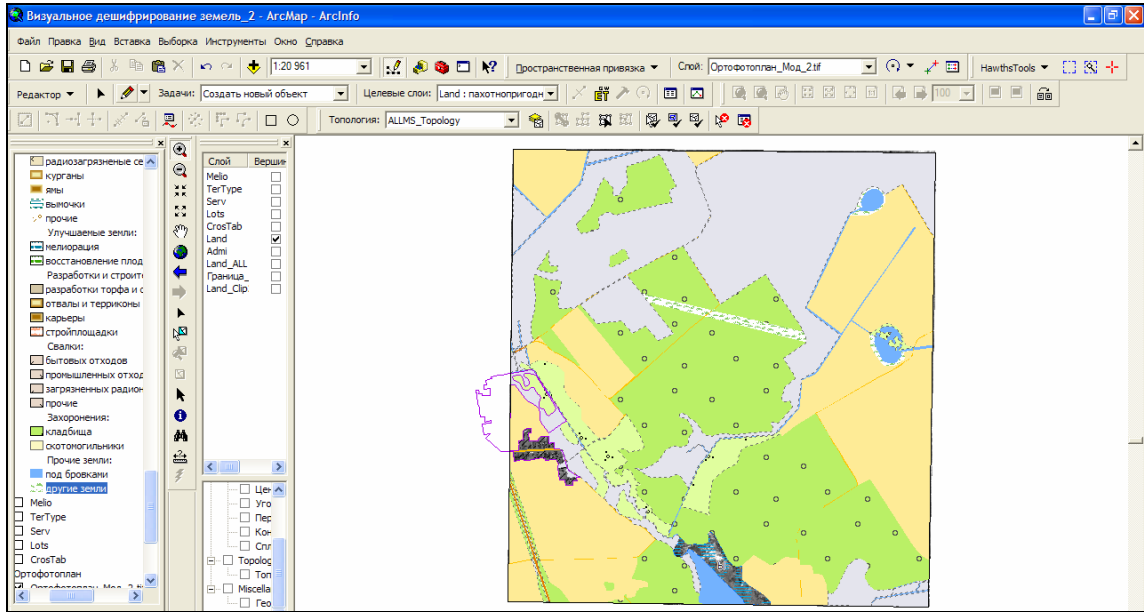 Визуальное дешифрирование земель_2 - ArcMap - ArcInfo
Файл Правка Вид Вставка Выборка Инструменты Окно Справка
1:20 961 Пространственная привязка Слой: Ортофотоплан_Мод_2.tif HawthsTools
Редактор Задачи: Создать новый объект Целевые слои: Land : пахотнопригодн 100
Топология: ALLMS_Topology
радиозагрязненые се
курганы
ямы
вымочки
прочие
Улучшаемые земли:
мелиорация
восстановление плод
Разработки и строит
разработки торфа и с
отвалы и терриконы
карьеры
стройплощадки
Свалки:
бытовых отходов
промышленных отход
загрязненных радион
прочие
Захоронения:
кладбища
скотомогильники
Прочие земли:
под бровками
другие земли
Melio
TerType
Serv
Lots
CrosTab
Ортофотоплан
Ортофотоплан_Мод_2.ti
Слой Вершин
Melio
TerType
Serv
Lots
CrosTab
Land
Admi
Land_ALL
Граница_
Land_Clip
Цен
Уго
Пер
Кон
Спл
Topolog
Топ
Miscella
Гео